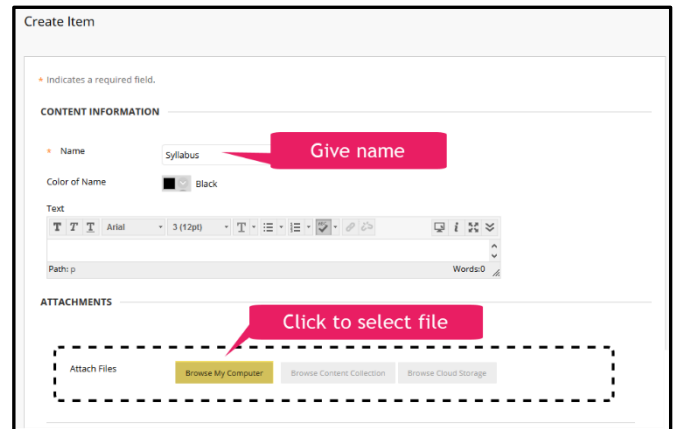 Create Item
* Indicates a required field.
CONTENT INFORMATION
* Name
Syllabus
Give name
Color of Name
Black
Text
T T T Arial 3 (12pt) T
Path: p Words:0
ATTACHMENTS
Click to select file
Attach Files
Browse My Computer Browse Content Collection Browse Cloud Storage